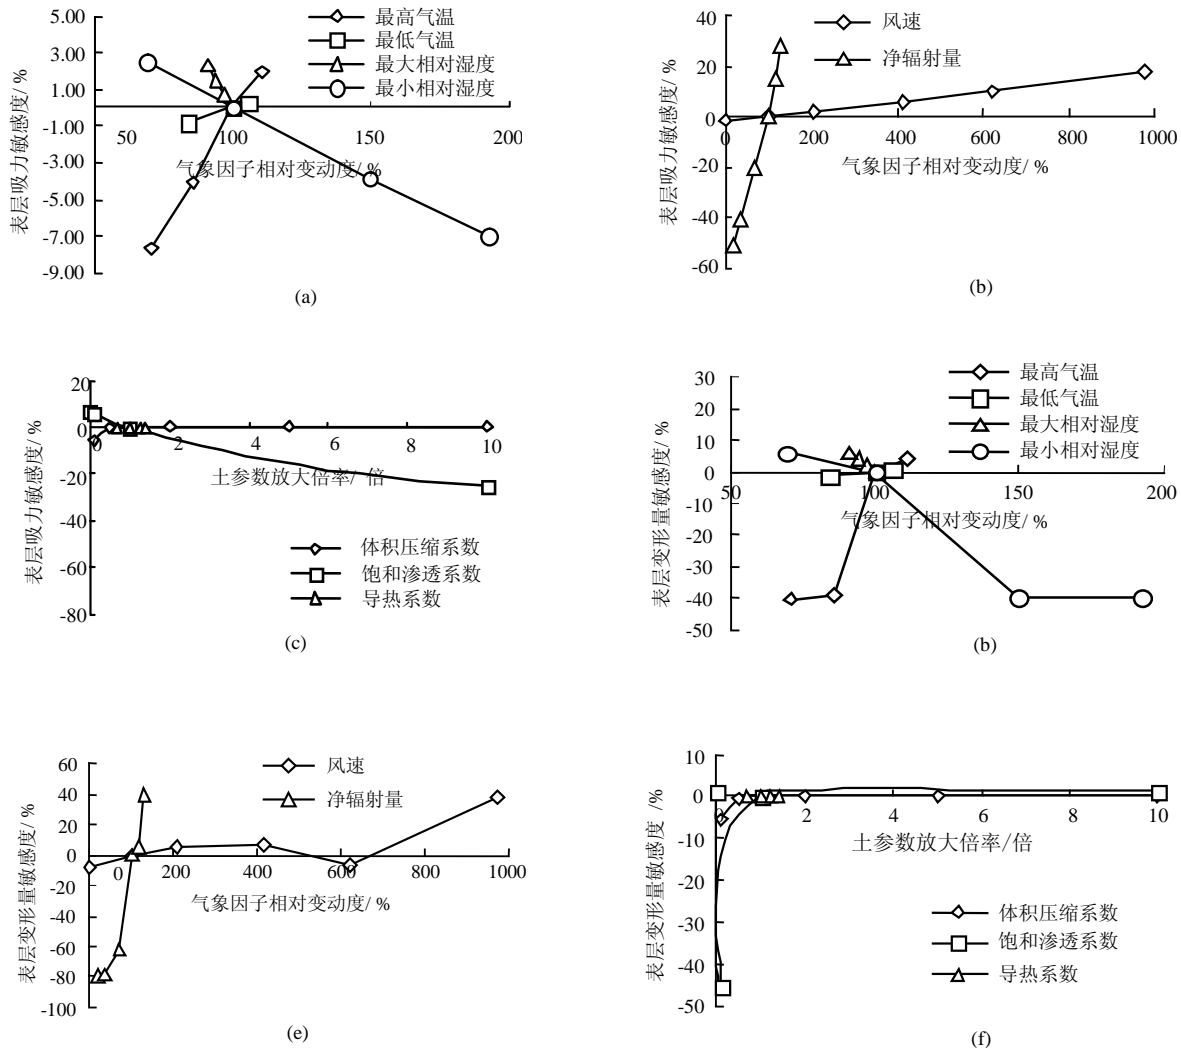 5.00
3.00
1.00
-1.00
-3.00
-5.00
-7.00
-9.00
50
100
150
200
最高气温
最低气温
最大相对湿度
最小相对湿度
气象因子相对变动度/ %
表层吸力敏感度/ %
(a)
40
20
0
-20
-40
-60
0
200
400
600
800
1000
风速
净辐射量
气象因子相对变动度/ %
表层吸力敏感度/ %
(b)
20
0
-20
-40
-60
-80
0
2
4
6
8
10
土参数放大倍率/ 倍
体积压缩系数
饱和渗透系数
导热系数
表层吸力敏感度/ %
(c)
30
20
10
0
-10
-20
-30
-40
-50
50
100
150
200
最高气温
最低气温
最大相对湿度
最小相对湿度
气象因子相对变动度/ %
表层变形量敏感度/ %
(b)
60
40
20
0
-20
-40
-60
-80
-100
0
200
400
600
800
1000
风速
净辐射量
气象因子相对变动度/ %
表层变形量敏感度/ %
(e)
10
0
-10
-20
-30
-40
-50
0
2
4
6
8
10
土参数放大倍率/倍
体积压缩系数
饱和渗透系数
导热系数
表层变形量敏感度 /%
(f)